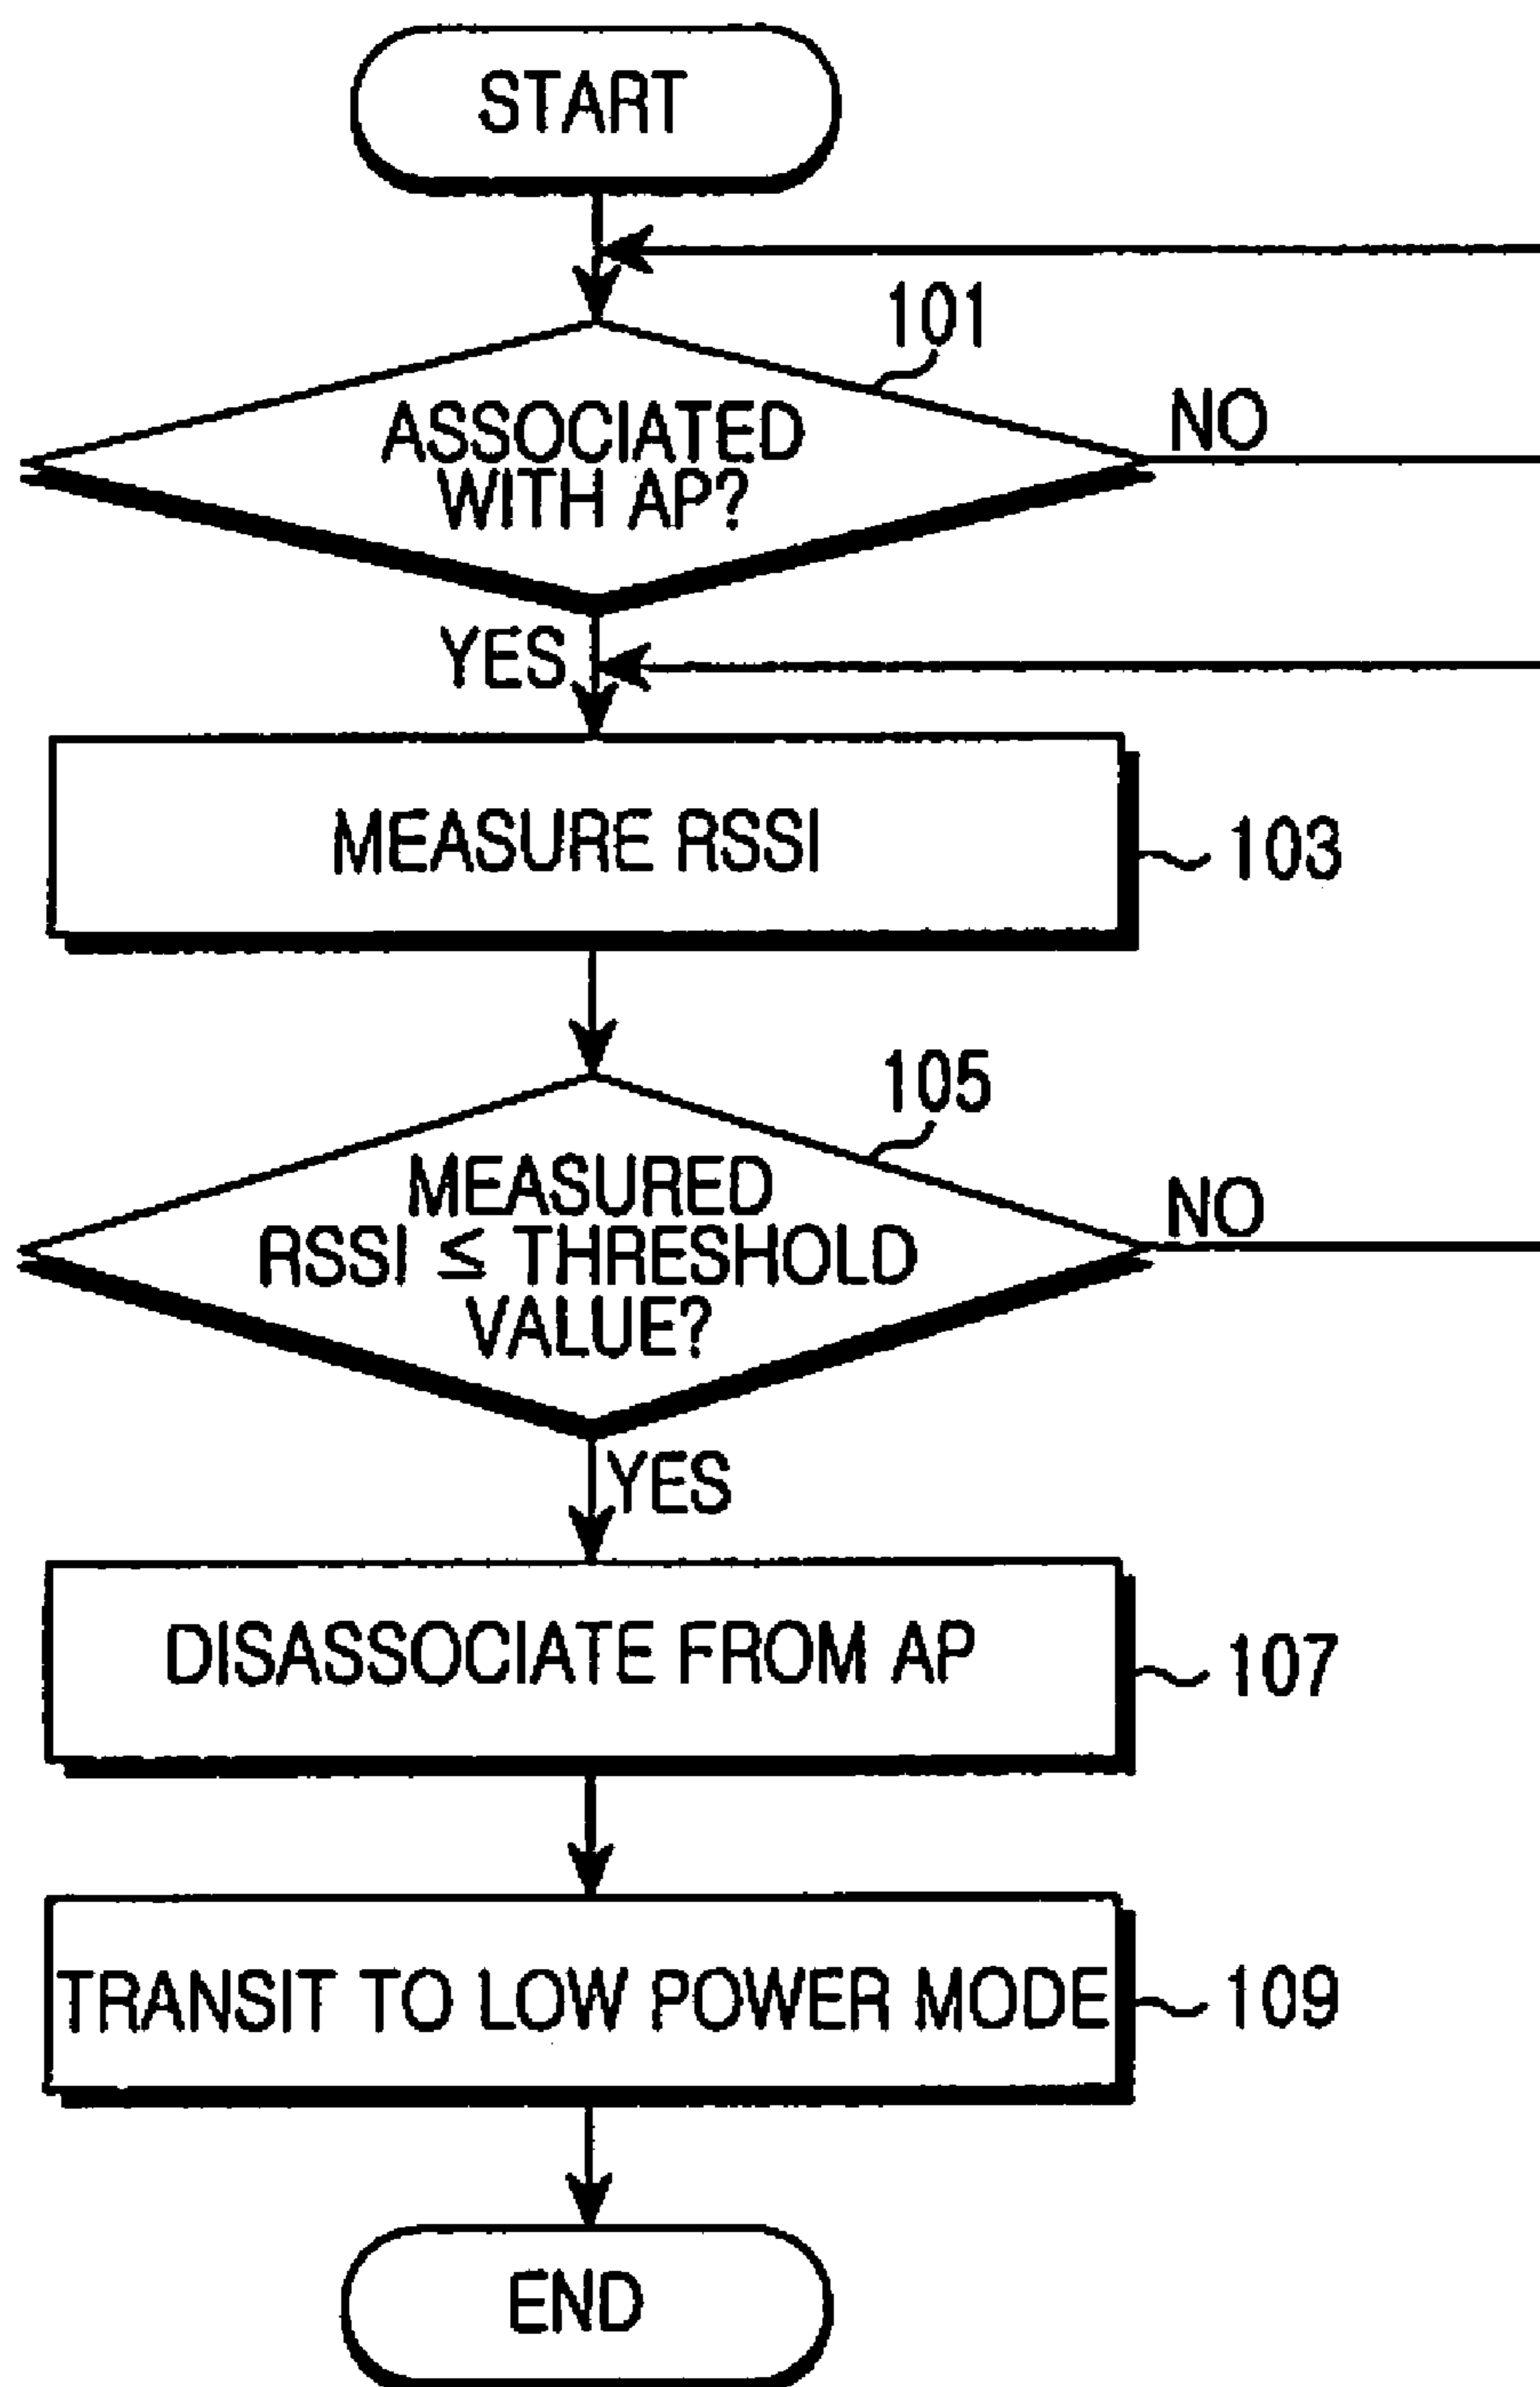 START
101
ASSOCIATED
WITH AP?
NO
YES
MEASURE RSSI
103
105
MEASURED
RSSI ≤ THRESHOLD
VALUE?
NO
YES
DISASSOCIATE FROM AP
107
TRANSIT TO LOW POWER MODE
109
END